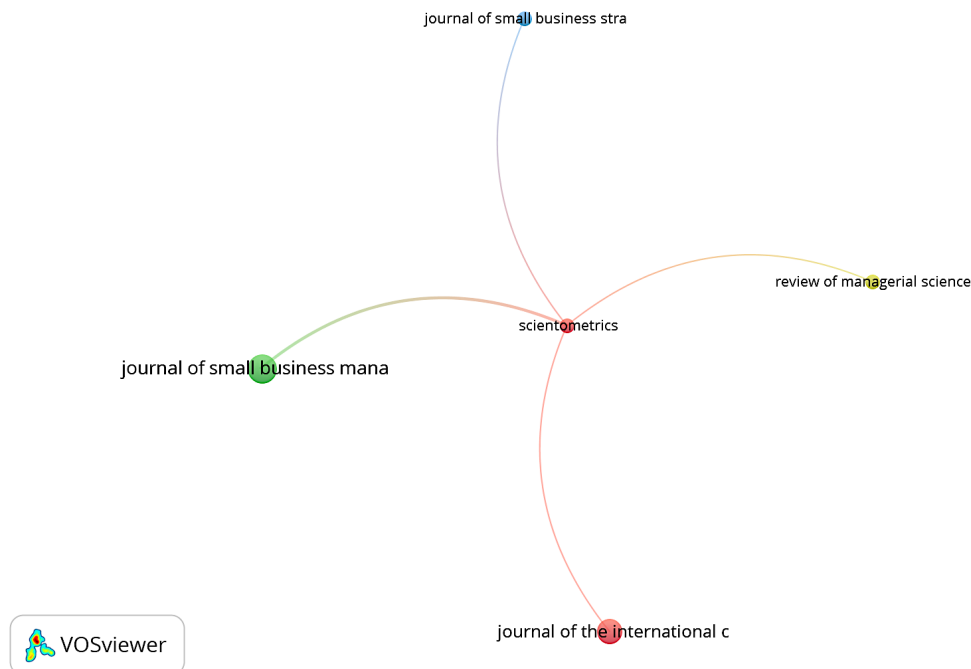 journal of small business stra
review of managerial science
scientometrics
journal of small business mana
journal of the international c
VOSviewer